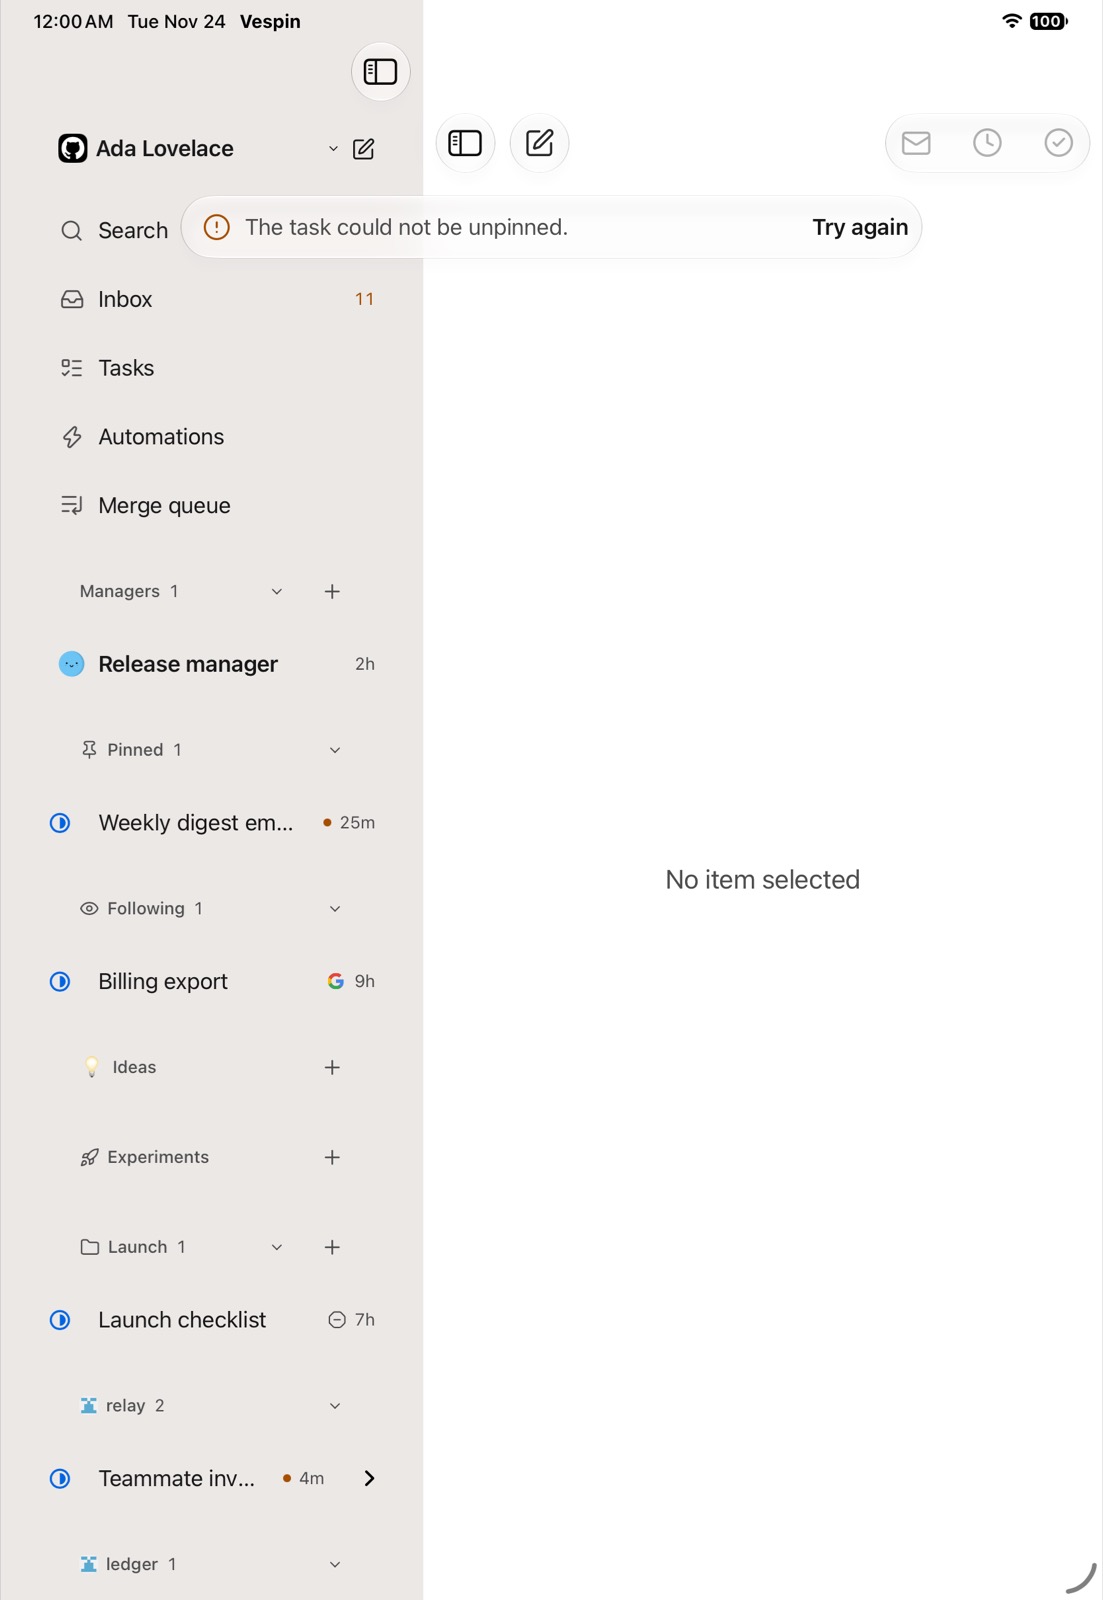 12:00 AM Tue Nov 24 Vespin
100
Ada Lovelace
Search
The task could not be unpinned.
Try again
Inbox 11
Tasks
Automations
Merge queue
Managers 1
Release manager 2h
Pinned 1
Weekly digest em... 25m
No item selected
Following 1
Billing export 9h
Ideas
Experiments
Launch 1
Launch checklist 7h
relay 2
Teammate inv... 4m
ledger 1